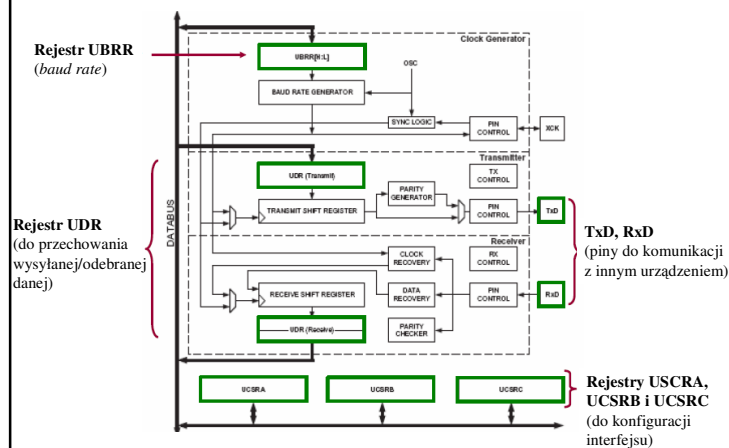 Rejestr UBRR
(baud rate)
Clock Generator
UBRR[H:L]
OSC
BAUD RATE GENERATOR
SYNC LOGIC
PIN
CONTROL
XCK
Transmitter
UDR (Transmit)
TX
CONTROL
PARITY
GENERATOR
TRANSMIT SHIFT REGISTER
PIN
CONTROL
TxD
DATABUS
Rejestr UDR
(do przechowania
wysyłanej/odebranej
danej)
TxD, RxD
(piny do komunikacji
z innym urządzeniem)
Receiver
CLOCK
RECOVERY
RX
CONTROL
RECEIVE SHIFT REGISTER
DATA
RECOVERY
PIN
CONTROL
RxD
UDR (Receive)
PARITY
CHECKER
UCSRA
UCSRB
UCSRC
Rejestry USCRA,
UCSRB i UCSRC
(do konfiguracji
interfejsu)